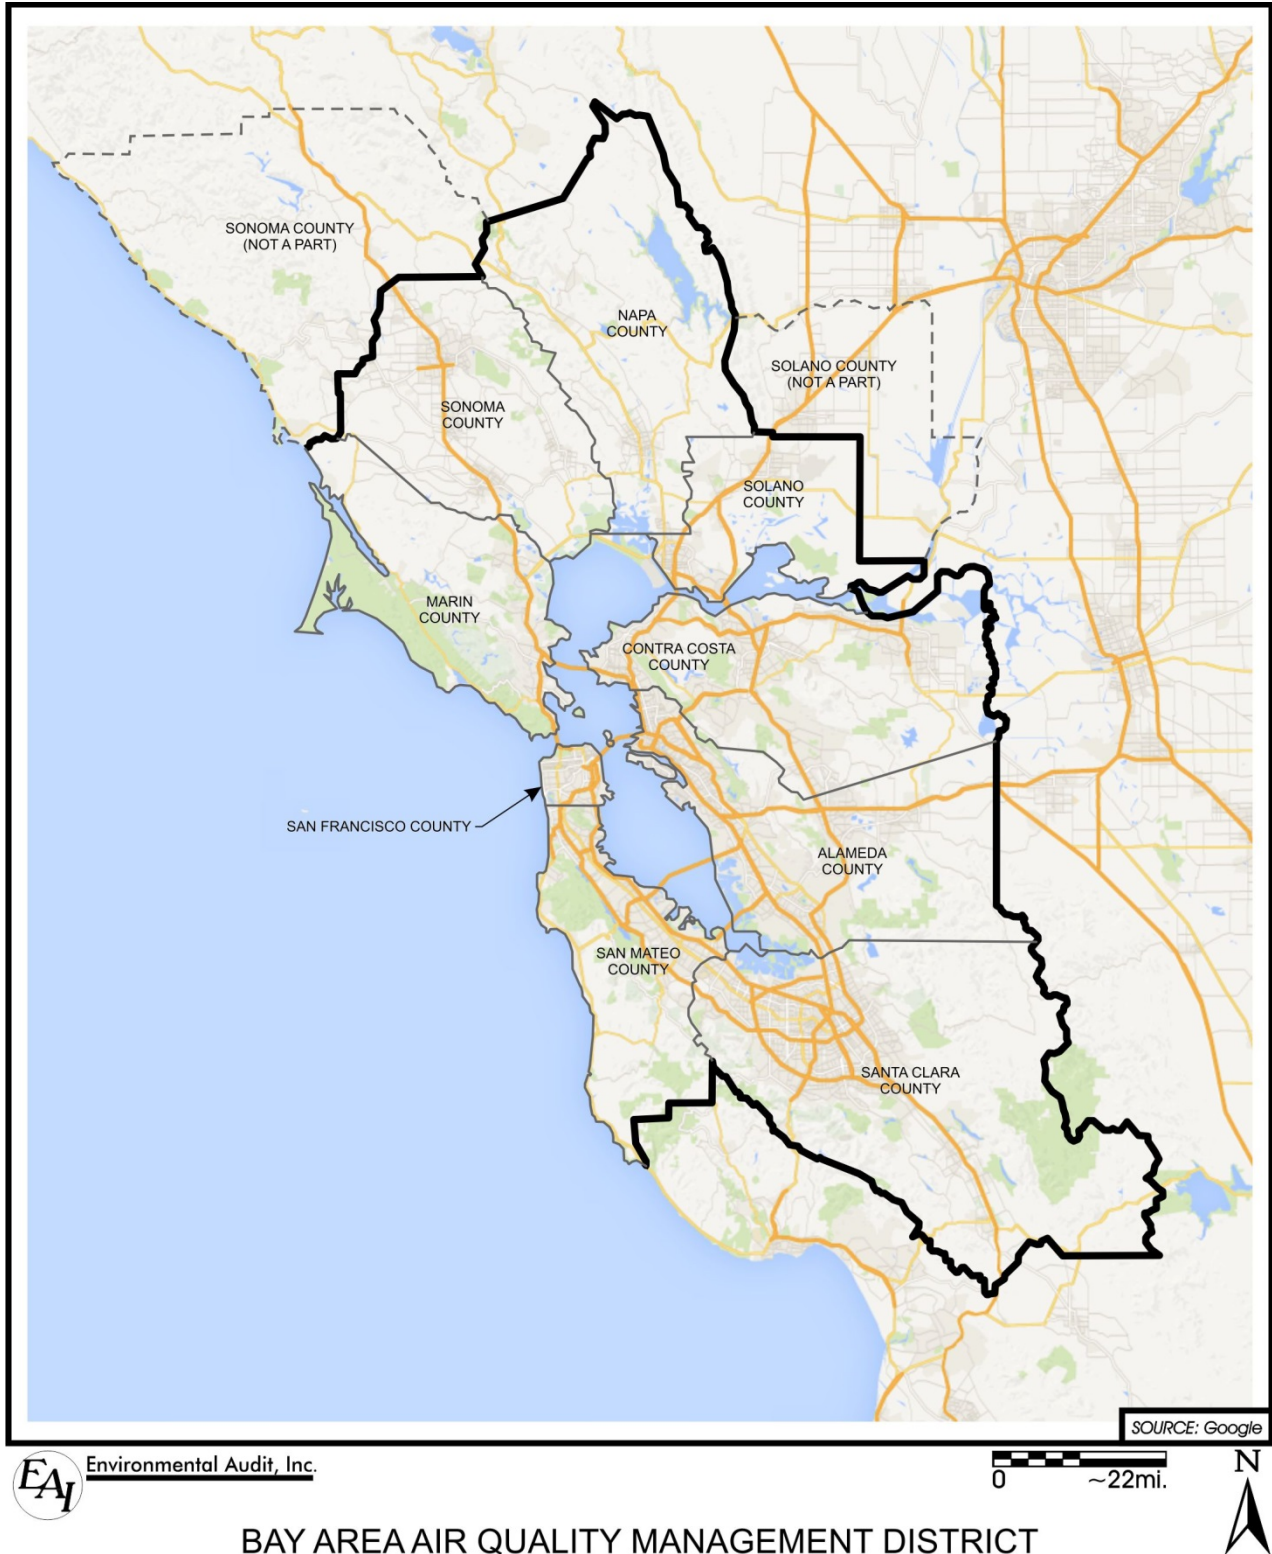 SONOMA COUNTY
(NOT A PART)
NAPA
COUNTY
SOLANO COUNTY
(NOT A PART)
SONOMA
COUNTY
SOLANO
COUNTY
MARIN
COUNTY
CONTRA COSTA
COUNTY
SAN FRANCISCO COUNTY
ALAMEDA
COUNTY
SAN MATEO
COUNTY
SANTA CLARA
COUNTY
SOURCE: Google
EAI
Environmental Audit, Inc.
0 ~22mi.
N
BAY AREA AIR QUALITY MANAGEMENT DISTRICT